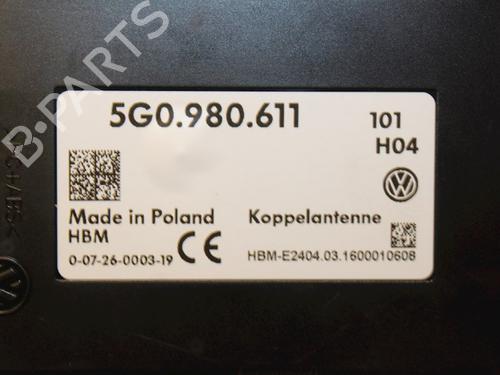 B-PARTS
5G0.980.611
101
H04
Made in Poland
HBM
0-07-26-0003-19
CE
Koppelantenne
HBM-E2404.03.1600010608